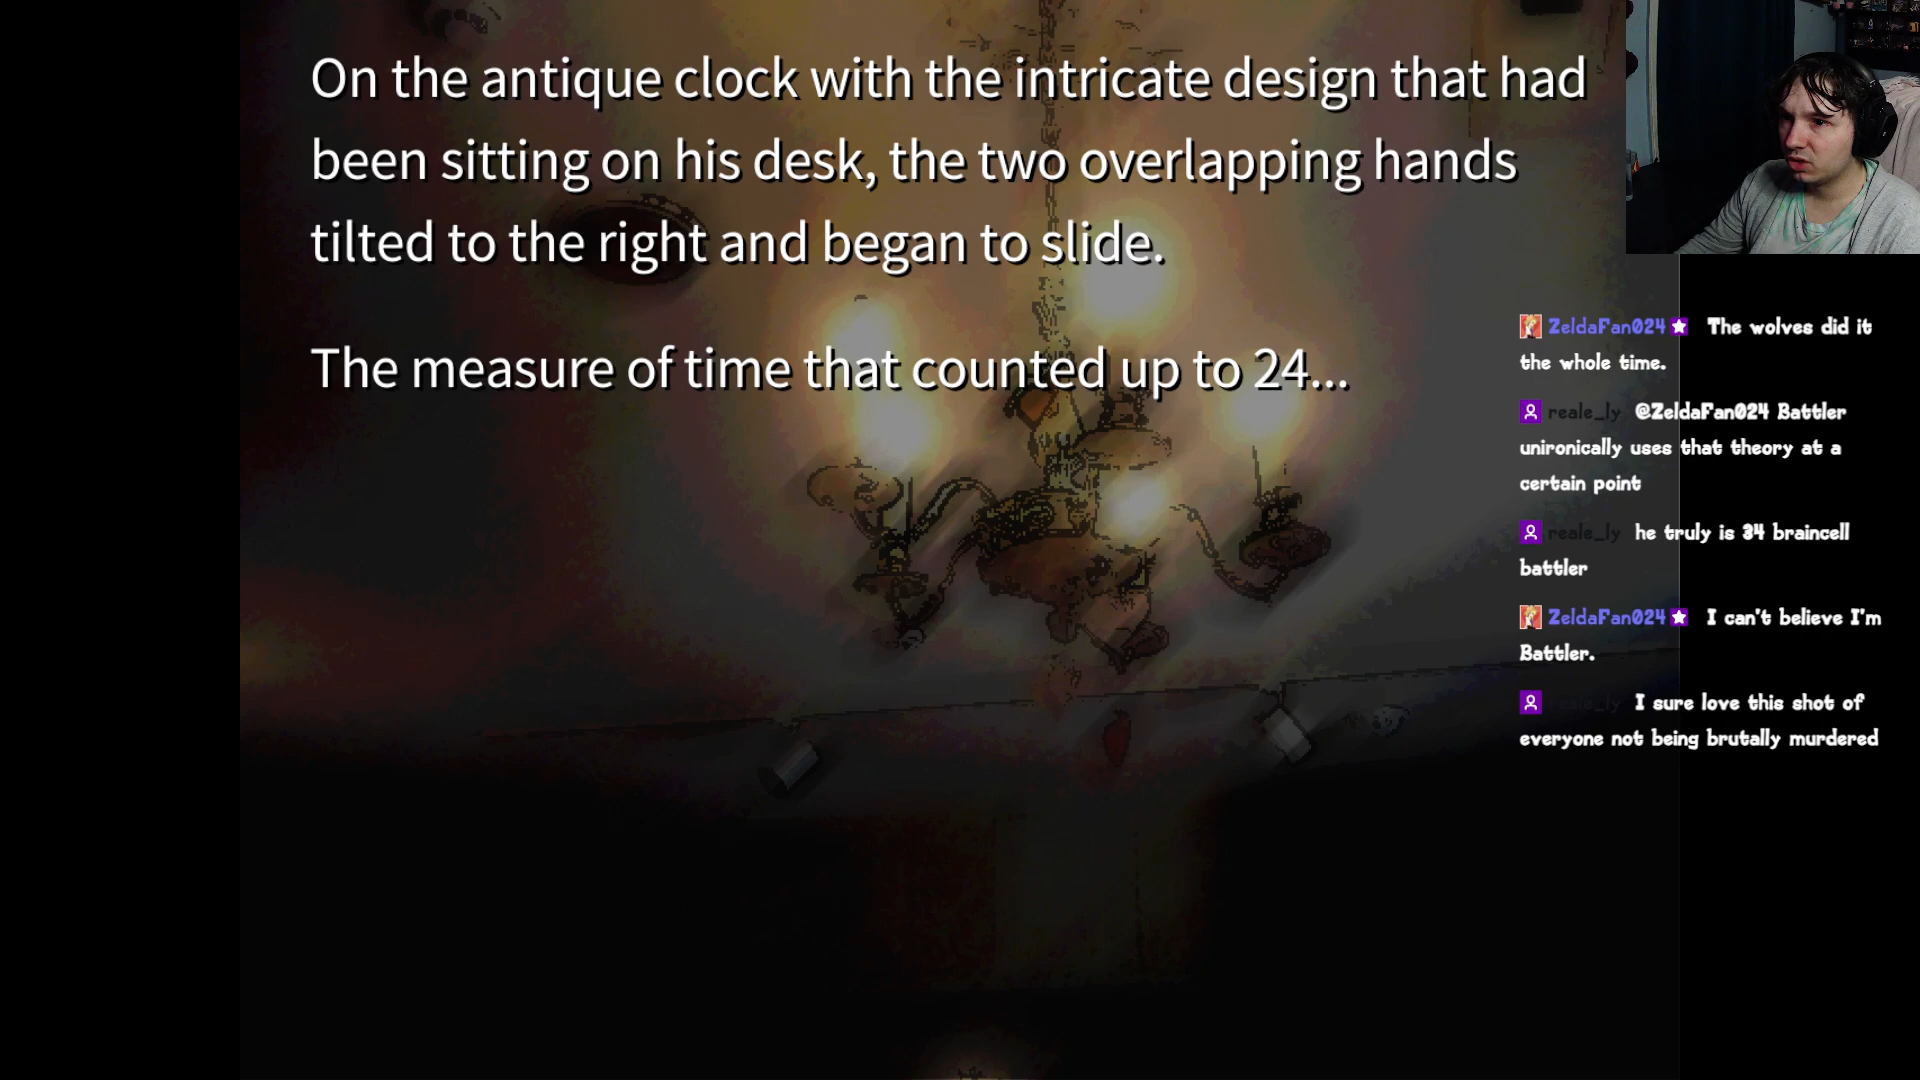 On the antique clock with the intricate design that had
been sitting on his desk, the two overlapping hands
tilted to the right and began to slide.
The measure of time that counted up to 24...
ZeldaFan024 The wolves did it
the whole time.
reale_ly @ZeldaFan024 Battler
unironically uses that theory at a
certain point
reale_ly he truly is 34 braincell
battler
ZeldaFan024 I can't believe I'm
Battler.
reale_ly I sure love this shot of
everyone not being brutally murdered